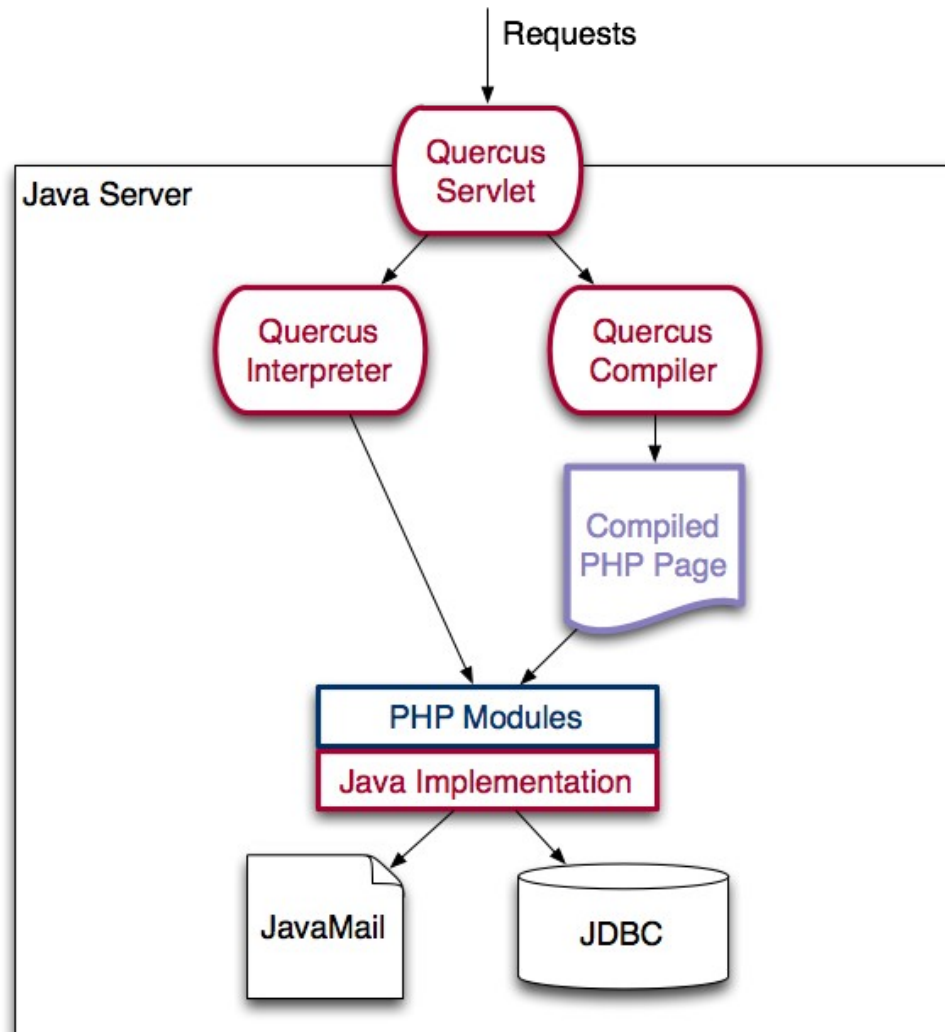 Requests
Quercus
Servlet
Java Server
Quercus
Interpreter
Quercus
Compiler
Compiled
PHP Page
PHP Modules
Java Implementation
JavaMail
JDBC